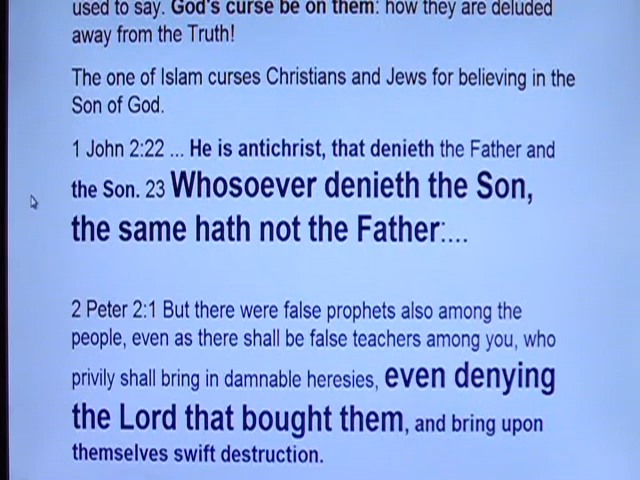 used to say. God's curse be on them: how they are deluded
away from the Truth!
The one of Islam curses Christians and Jews for believing in the
Son of God.
1 John 2:22 ... He is antichrist, that denieth the Father and
the Son. 23 Whosoever denieth the Son,
the same hath not the Father:....
2 Peter 2:1 But there were false prophets also among the
people, even as there shall be false teachers among you, who
privily shall bring in damnable heresies, even denying
the Lord that bought them, and bring upon
themselves swift destruction.